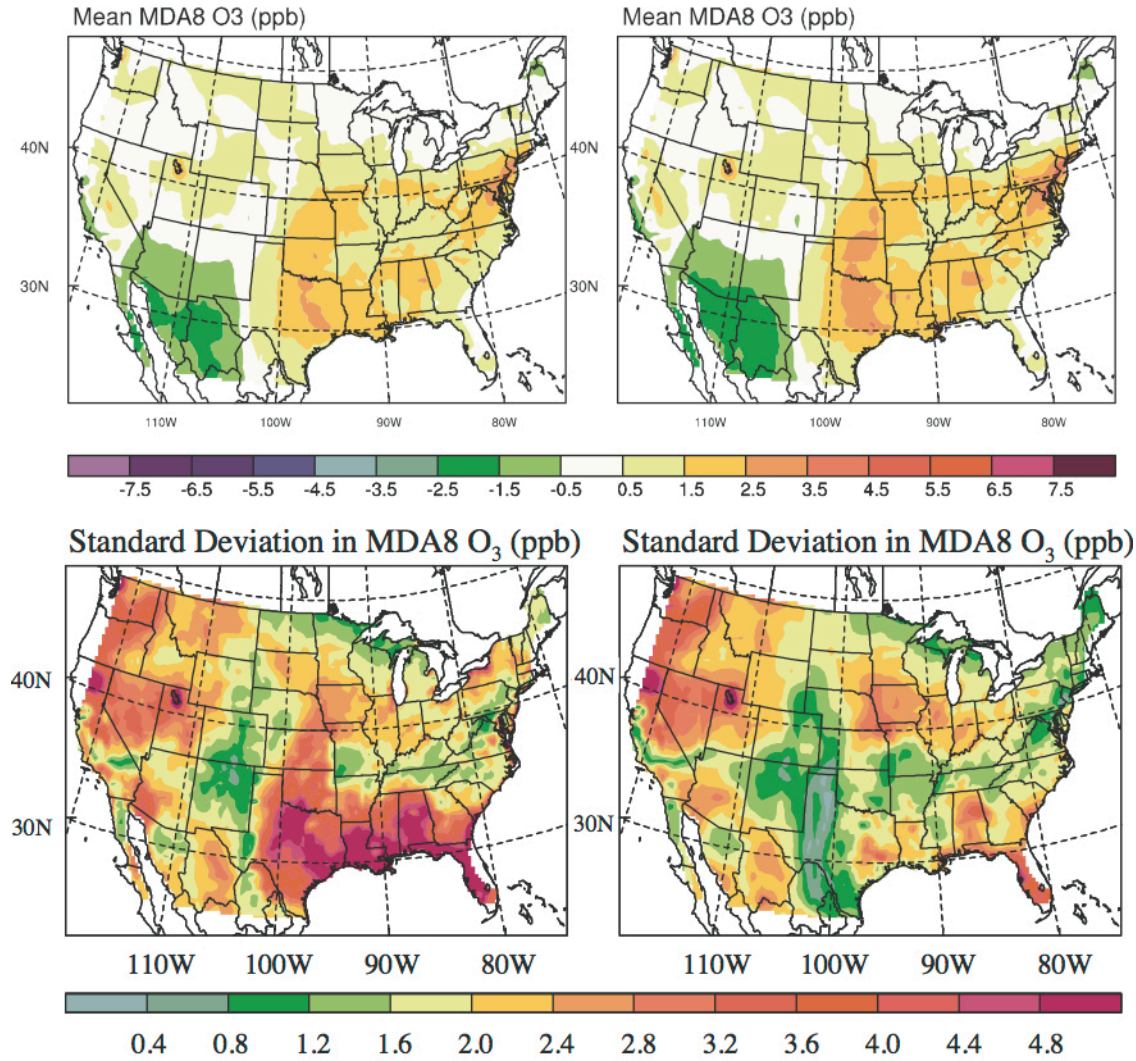 Mean MDA8 O3 (ppb)
Mean MDA8 O3 (ppb)
40N
30N
110W 100W 90W 80W
40N
30N
110W 100W 90W 80W
-7.5 -6.5 -5.5 -4.5 -3.5 -2.5 -1.5 -0.5 0.5 1.5 2.5 3.5 4.5 5.5 6.5 7.5
Standard Deviation in MDA8 O3 (ppb)
Standard Deviation in MDA8 O3 (ppb)
40N
30N
110W 100W 90W 80W
40N
30N
110W 100W 90W 80W
0.4 0.8 1.2 1.6 2.0 2.4 2.8 3.2 3.6 4.0 4.4 4.8